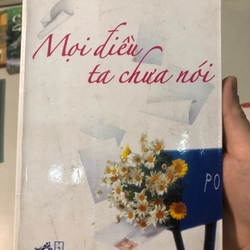 Mọi điều
ta chưa nói
PO